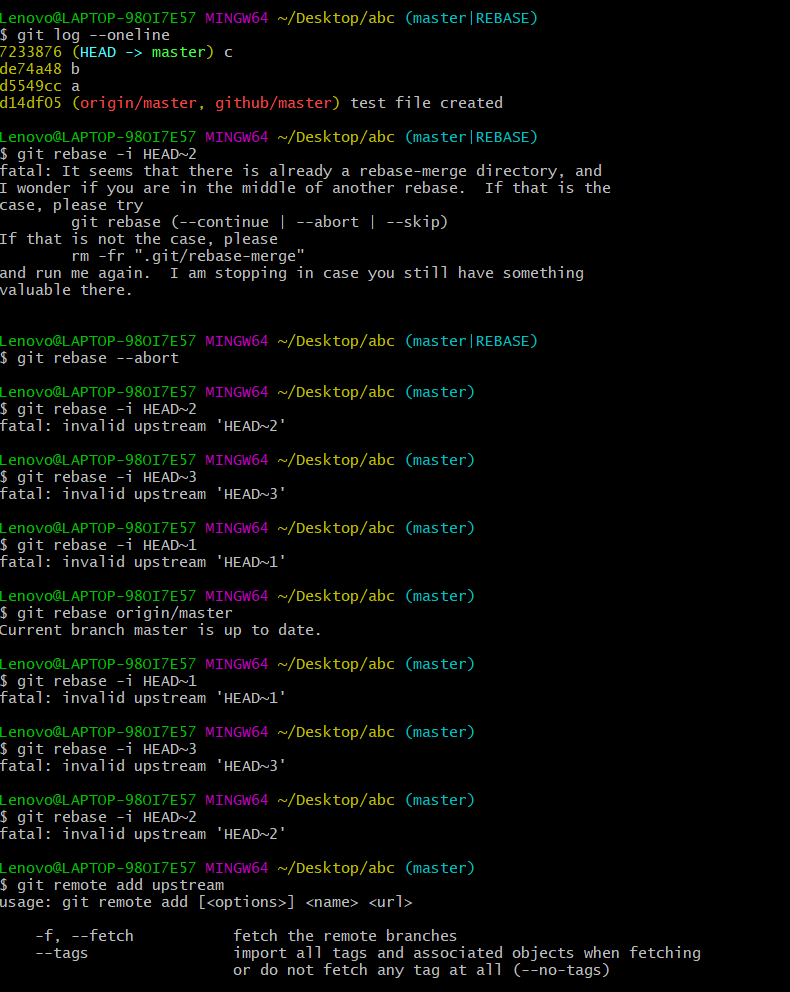 Lenovo@LAPTOP-98OI7E57 MINGW64 ~/Desktop/abc (master|REBASE)
$ git log --oneline
7233876 (HEAD -> master) c
de74a48 b
d5549cc a
d14df05 (origin/master, github/master) test file created
Lenovo@LAPTOP-98OI7E57 MINGW64 ~/Desktop/abc (master|REBASE)
$ git rebase -i HEAD~2
fatal: It seems that there is already a rebase-merge directory, and
I wonder if you are in the middle of another rebase.  If that is the
case, please try
        git rebase (--continue | --abort | --skip)
If that is not the case, please
        rm -fr ".git/rebase-merge"
and run me again.  I am stopping in case you still have something
valuable there.
Lenovo@LAPTOP-98OI7E57 MINGW64 ~/Desktop/abc (master|REBASE)
$ git rebase --abort
Lenovo@LAPTOP-98OI7E57 MINGW64 ~/Desktop/abc (master)
$ git rebase -i HEAD~2
fatal: invalid upstream 'HEAD~2'
Lenovo@LAPTOP-98OI7E57 MINGW64 ~/Desktop/abc (master)
$ git rebase -i HEAD~3
fatal: invalid upstream 'HEAD~3'
Lenovo@LAPTOP-98OI7E57 MINGW64 ~/Desktop/abc (master)
$ git rebase -i HEAD~1
fatal: invalid upstream 'HEAD~1'
Lenovo@LAPTOP-98OI7E57 MINGW64 ~/Desktop/abc (master)
$ git rebase origin/master
Current branch master is up to date.
Lenovo@LAPTOP-98OI7E57 MINGW64 ~/Desktop/abc (master)
$ git rebase -i HEAD~1
fatal: invalid upstream 'HEAD~1'
Lenovo@LAPTOP-98OI7E57 MINGW64 ~/Desktop/abc (master)
$ git rebase -i HEAD~3
fatal: invalid upstream 'HEAD~3'
Lenovo@LAPTOP-98OI7E57 MINGW64 ~/Desktop/abc (master)
$ git rebase -i HEAD~2
fatal: invalid upstream 'HEAD~2'
Lenovo@LAPTOP-98OI7E57 MINGW64 ~/Desktop/abc (master)
$ git remote add upstream
usage: git remote add [<options>] <name> <url>
    -f, --fetch           fetch the remote branches
    --tags                import all tags and associated objects when fetching
                          or do not fetch any tag at all (--no-tags)